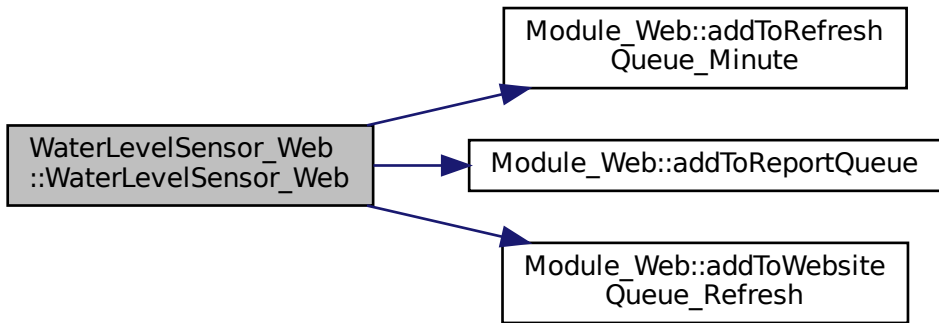 WaterLevelSensor_Web
::WaterLevelSensor_Web
Module_Web::addToRefresh
Queue_Minute
Module_Web::addToReportQueue
Module_Web::addToWebsite
Queue_Refresh